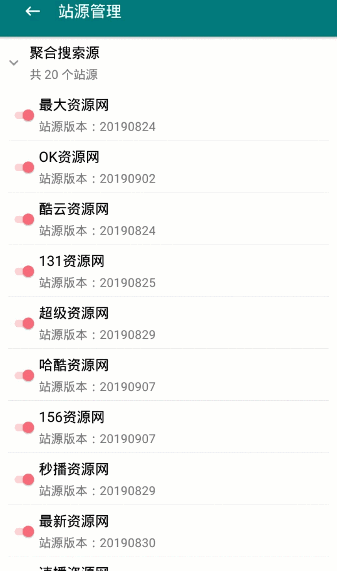 站源管理
聚合搜索源
共 20 个站源
最大资源网
站源版本：20190824
OK资源网
站源版本：20190902
酷云资源网
站源版本：20190824
131资源网
站源版本：20190825
超级资源网
站源版本：20190829
哈酷资源网
站源版本：20190907
156资源网
站源版本：20190907
秒播资源网
站源版本：20190829
最新资源网
站源版本：20190830